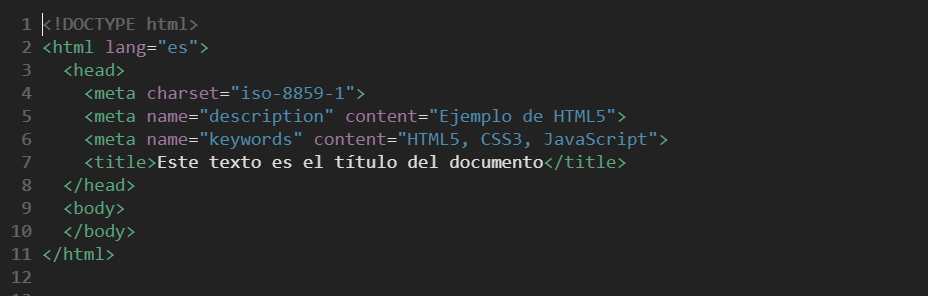 1 <!DOCTYPE html>
2 <html lang="es">
3   <head>
4     <meta charset="iso-8859-1">
5     <meta name="description" content="Ejemplo de HTML5">
6     <meta name="keywords" content="HTML5, CSS3, JavaScript">
7     <title>Este texto es el título del documento</title>
8   </head>
9   <body>
10   </body>
11 </html>
12